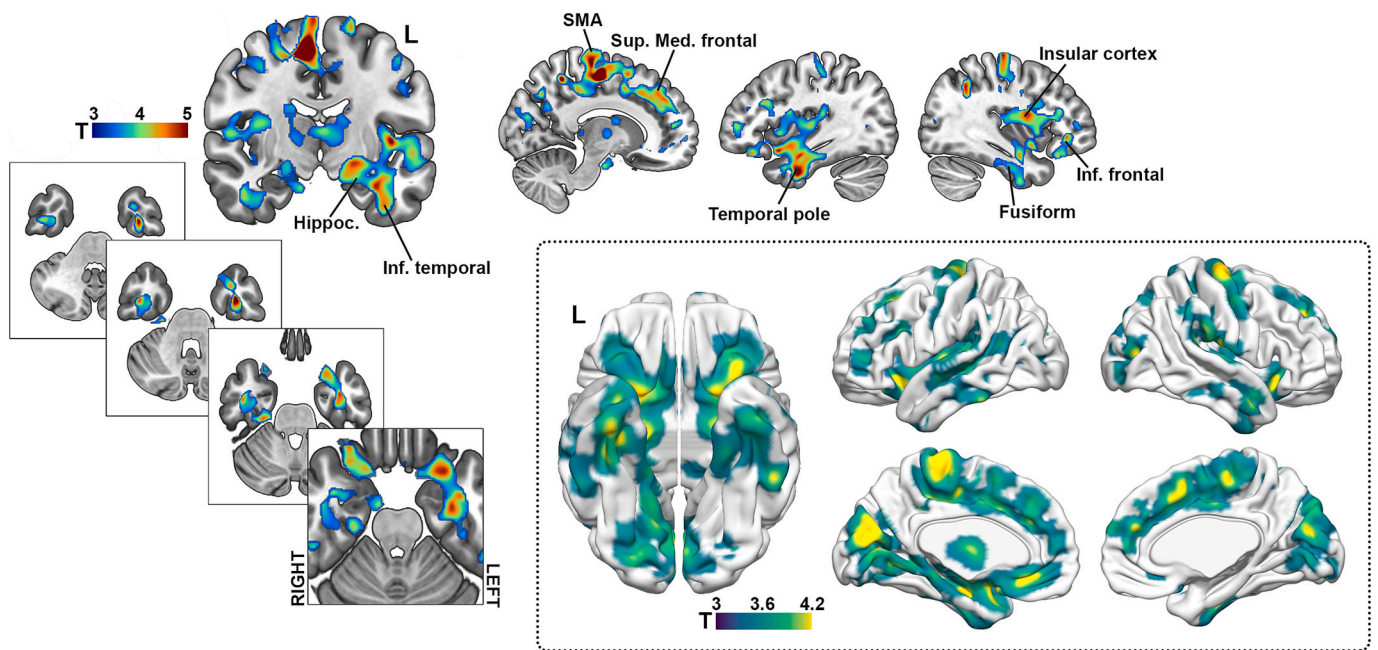 L
SMA
Sup. Med. frontal
Insular cortex
3 4 5
T
Hippoc.
Inf. temporal
Temporal pole
Inf. frontal
Fusiform
RIGHT
LEFT
L
3 3.6 4.2
T